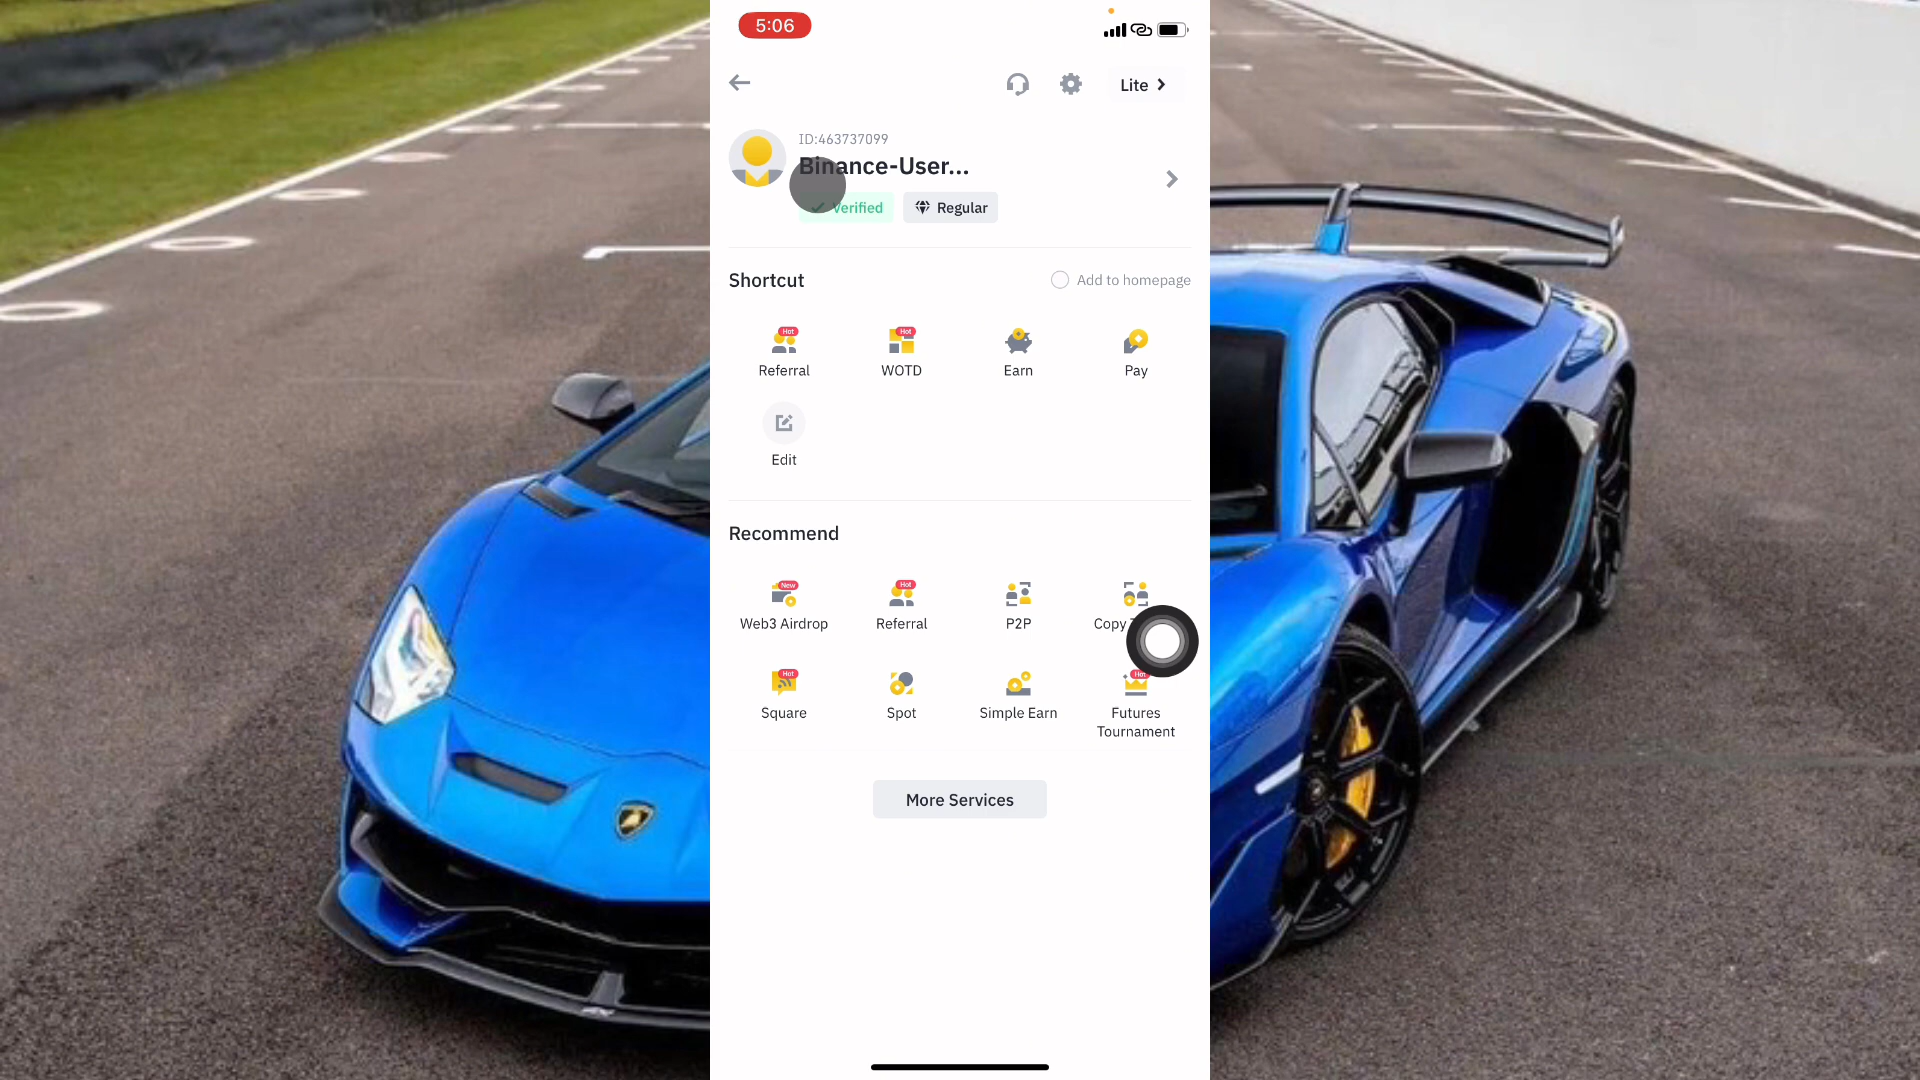 5:06
Lite
ID:463737099
Binance-User...
Verified
Regular
Shortcut
Add to homepage
Hot
Hot
Referral
WOTD
Earn
Pay
Edit
Recommend
New
Hot
Web3 Airdrop
Referral
P2P
Copy
Hot
Hot
Square
Spot
Simple Earn
Futures
Tournament
More Services